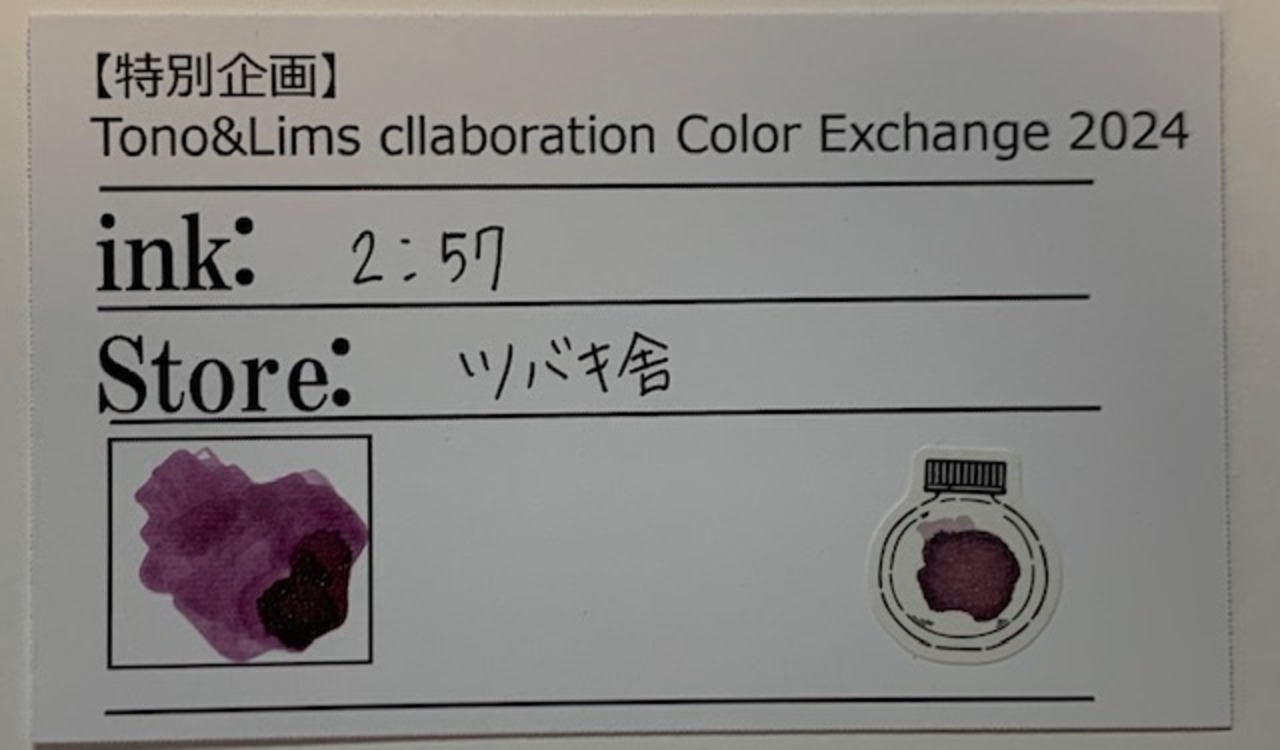 【特別企画】
Tono&Lims cllaboration Color Exchange 2024
ink: 2:57
Store: ツバキ舎